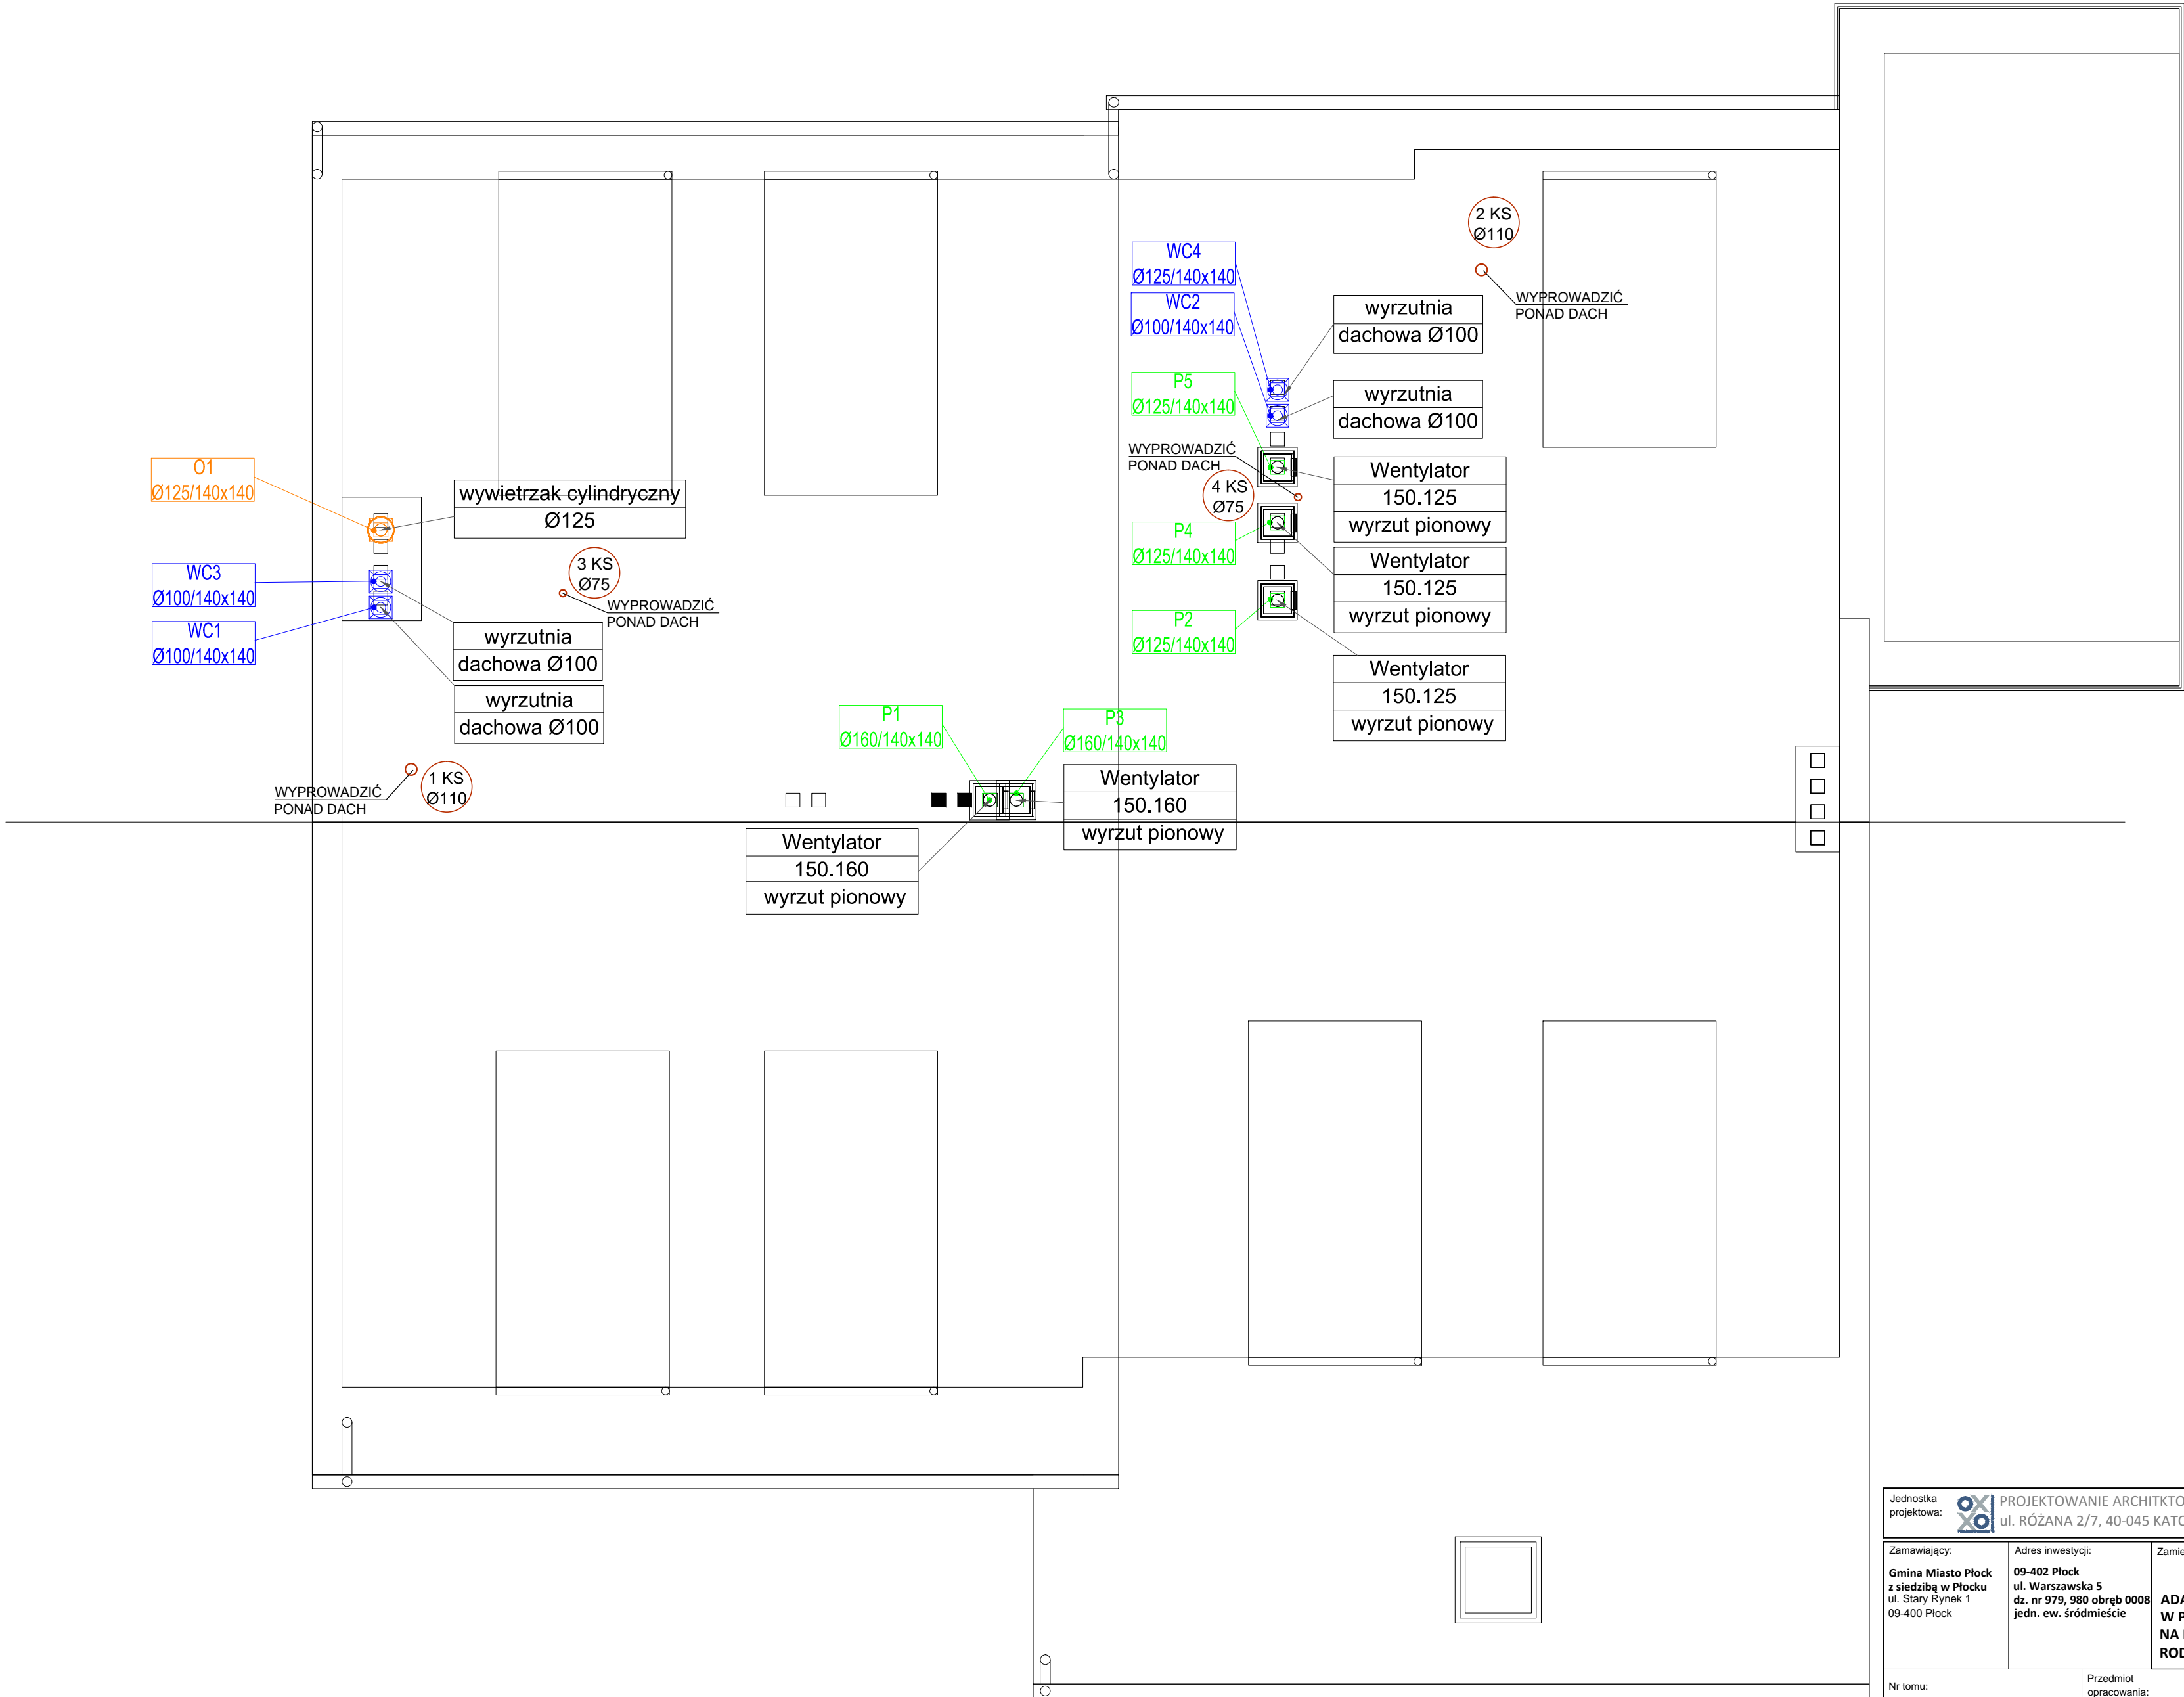 2 KS
Ø110
WYPROWADZIĆ
PONAD DACH
WC4
Ø125/140x140
WC2
Ø100/140x140
wyrzutnia
dachowa Ø100
P5
Ø125/140x140
wyrzutnia
dachowa Ø100
WYPROWADZIĆ
PONAD DACH
4 KS
Ø75
Wentylator
150.125
wyrzut pionowy
P4
Ø125/140x140
Wentylator
150.125
wyrzut pionowy
P2
Ø125/140x140
Wentylator
150.125
wyrzut pionowy
O1
Ø125/140x140
wywietrzak cylindryczny
Ø125
WC3
Ø100/140x140
3 KS
Ø75
WYPROWADZIĆ
PONAD DACH
WC1
Ø100/140x140
wyrzutnia
dachowa Ø100
wyrzutnia
dachowa Ø100
P1
Ø160/140x140
P3
Ø160/140x140
1 KS
Ø110
WYPROWADZIĆ
PONAD DACH
Wentylator
150.160
wyrzut pionowy
Wentylator
150.160
wyrzut pionowy
Jednostka
projektowa:
PROJEKTOWANIE ARCHITKTO
ul. RÓŻANA 2/7, 40-045 KATO
Zamawiający:
Gmina Miasto Płock
z siedzibą w Płocku
ul. Stary Rynek 1
09-400 Płock
Adres inwestycji:
09-402 Płock
ul. Warszawska 5
dz. nr 979, 980 obręb 0008
jedn. ew. śródmieście
Zamie
ADA
W P
NA
ROD
Nr tomu:
Przedmiot
opracowania: